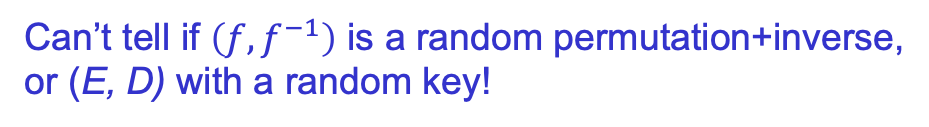 Can't tell if (f, f⁻¹) is a random permutation+inverse,
or (E, D) with a random key!